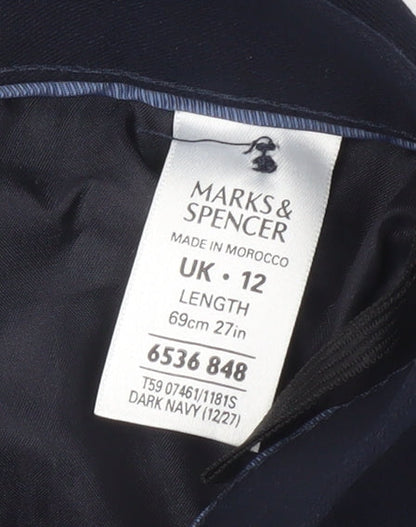 MARKS &
SPENCER
MADE IN MOROCCO
UK • 12
LENGTH
69cm 27in
6536 848
T59 07461/1181S
DARK NAVY (12/27)